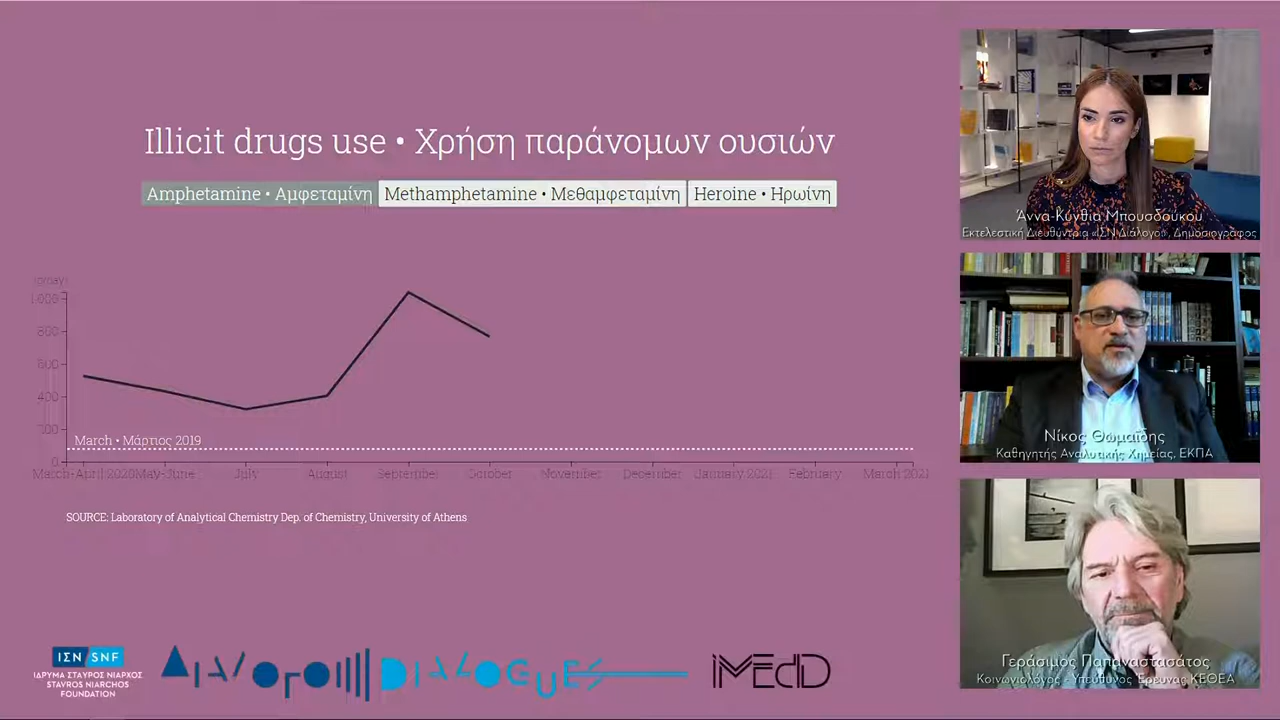 Illicit drugs use • Χρήση παράνομων ουσιών
Amphetamine • Αμφεταμίνη Methamphetamine • Μεθαμφεταμίνη Heroine • Ηρωίνη
1,000
800
600
400
200
0
March • Μάρτιος 2019
March-April 2020 May-June July August September October November December January 2021 February March 2021
SOURCE: Laboratory of Analytical Chemistry Dep. of Chemistry, University of Athens
ΙΣΝ/SNF
ΙΔΡΥΜΑ ΣΤΑΥΡΟΣ ΝΙΑΡΧΟΣ
STAVROS NIARCHOS
FOUNDATION
ΔΙΑΛΟΓΟΙ DIALOGUES
iMEdD
Άννα-Κύνθια Μπουσδούκου
Εκτελεστική Διευθύντρια «ΙΣΝ Διάλογοι», Δημοσιογράφος
Νίκος Θωμαΐδης
Καθηγητής Αναλυτικής Χημείας, ΕΚΠΑ
Γεράσιμος Παπαναστασάτος
Κοινωνιολόγος - Υπεύθυνος Έρευνας ΚΕΘΕΑ